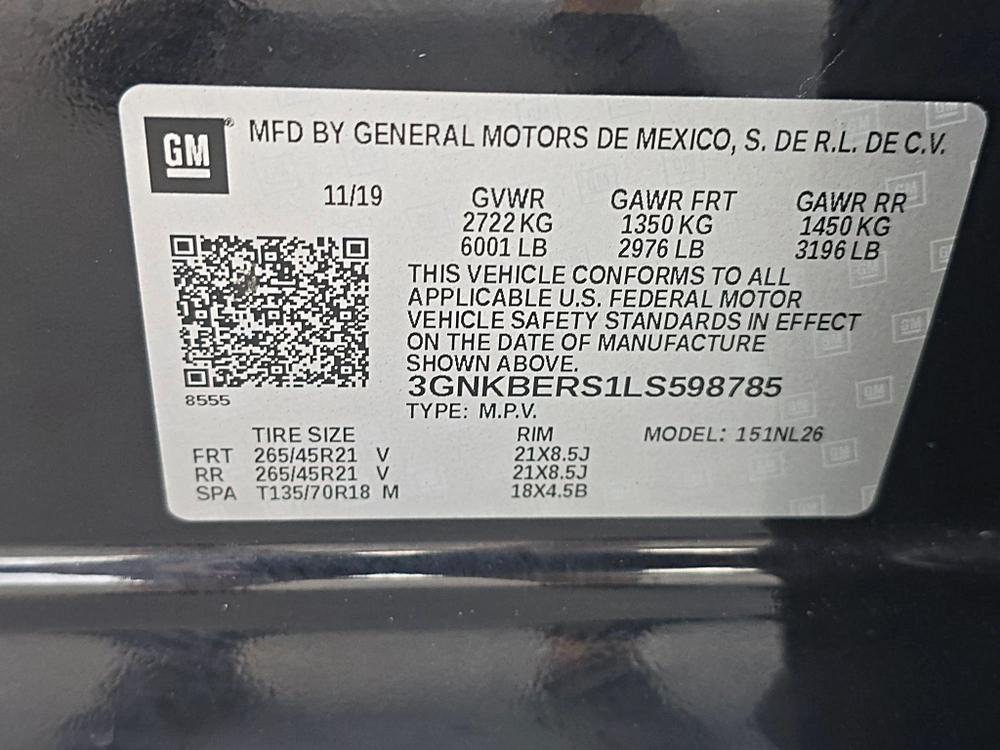 GM® MFD BY GENERAL MOTORS DE MEXICO, S. DE R.L. DE C.V.
11/19 GVWR GAWR FRT GAWR RR
2722 KG 1350 KG 1450 KG
6001 LB 2976 LB 3196 LB
THIS VEHICLE CONFORMS TO ALL
APPLICABLE U.S. FEDERAL MOTOR
VEHICLE SAFETY STANDARDS IN EFFECT
ON THE DATE OF MANUFACTURE
SHOWN ABOVE.
3GNKBERS1LS598785
8555
TYPE: M.P.V.
TIRE SIZE RIM MODEL: 151NL26
FRT 265/45R21 V 21X8.5J
RR 265/45R21 V 21X8.5J
SPA T135/70R18 M 18X4.5B